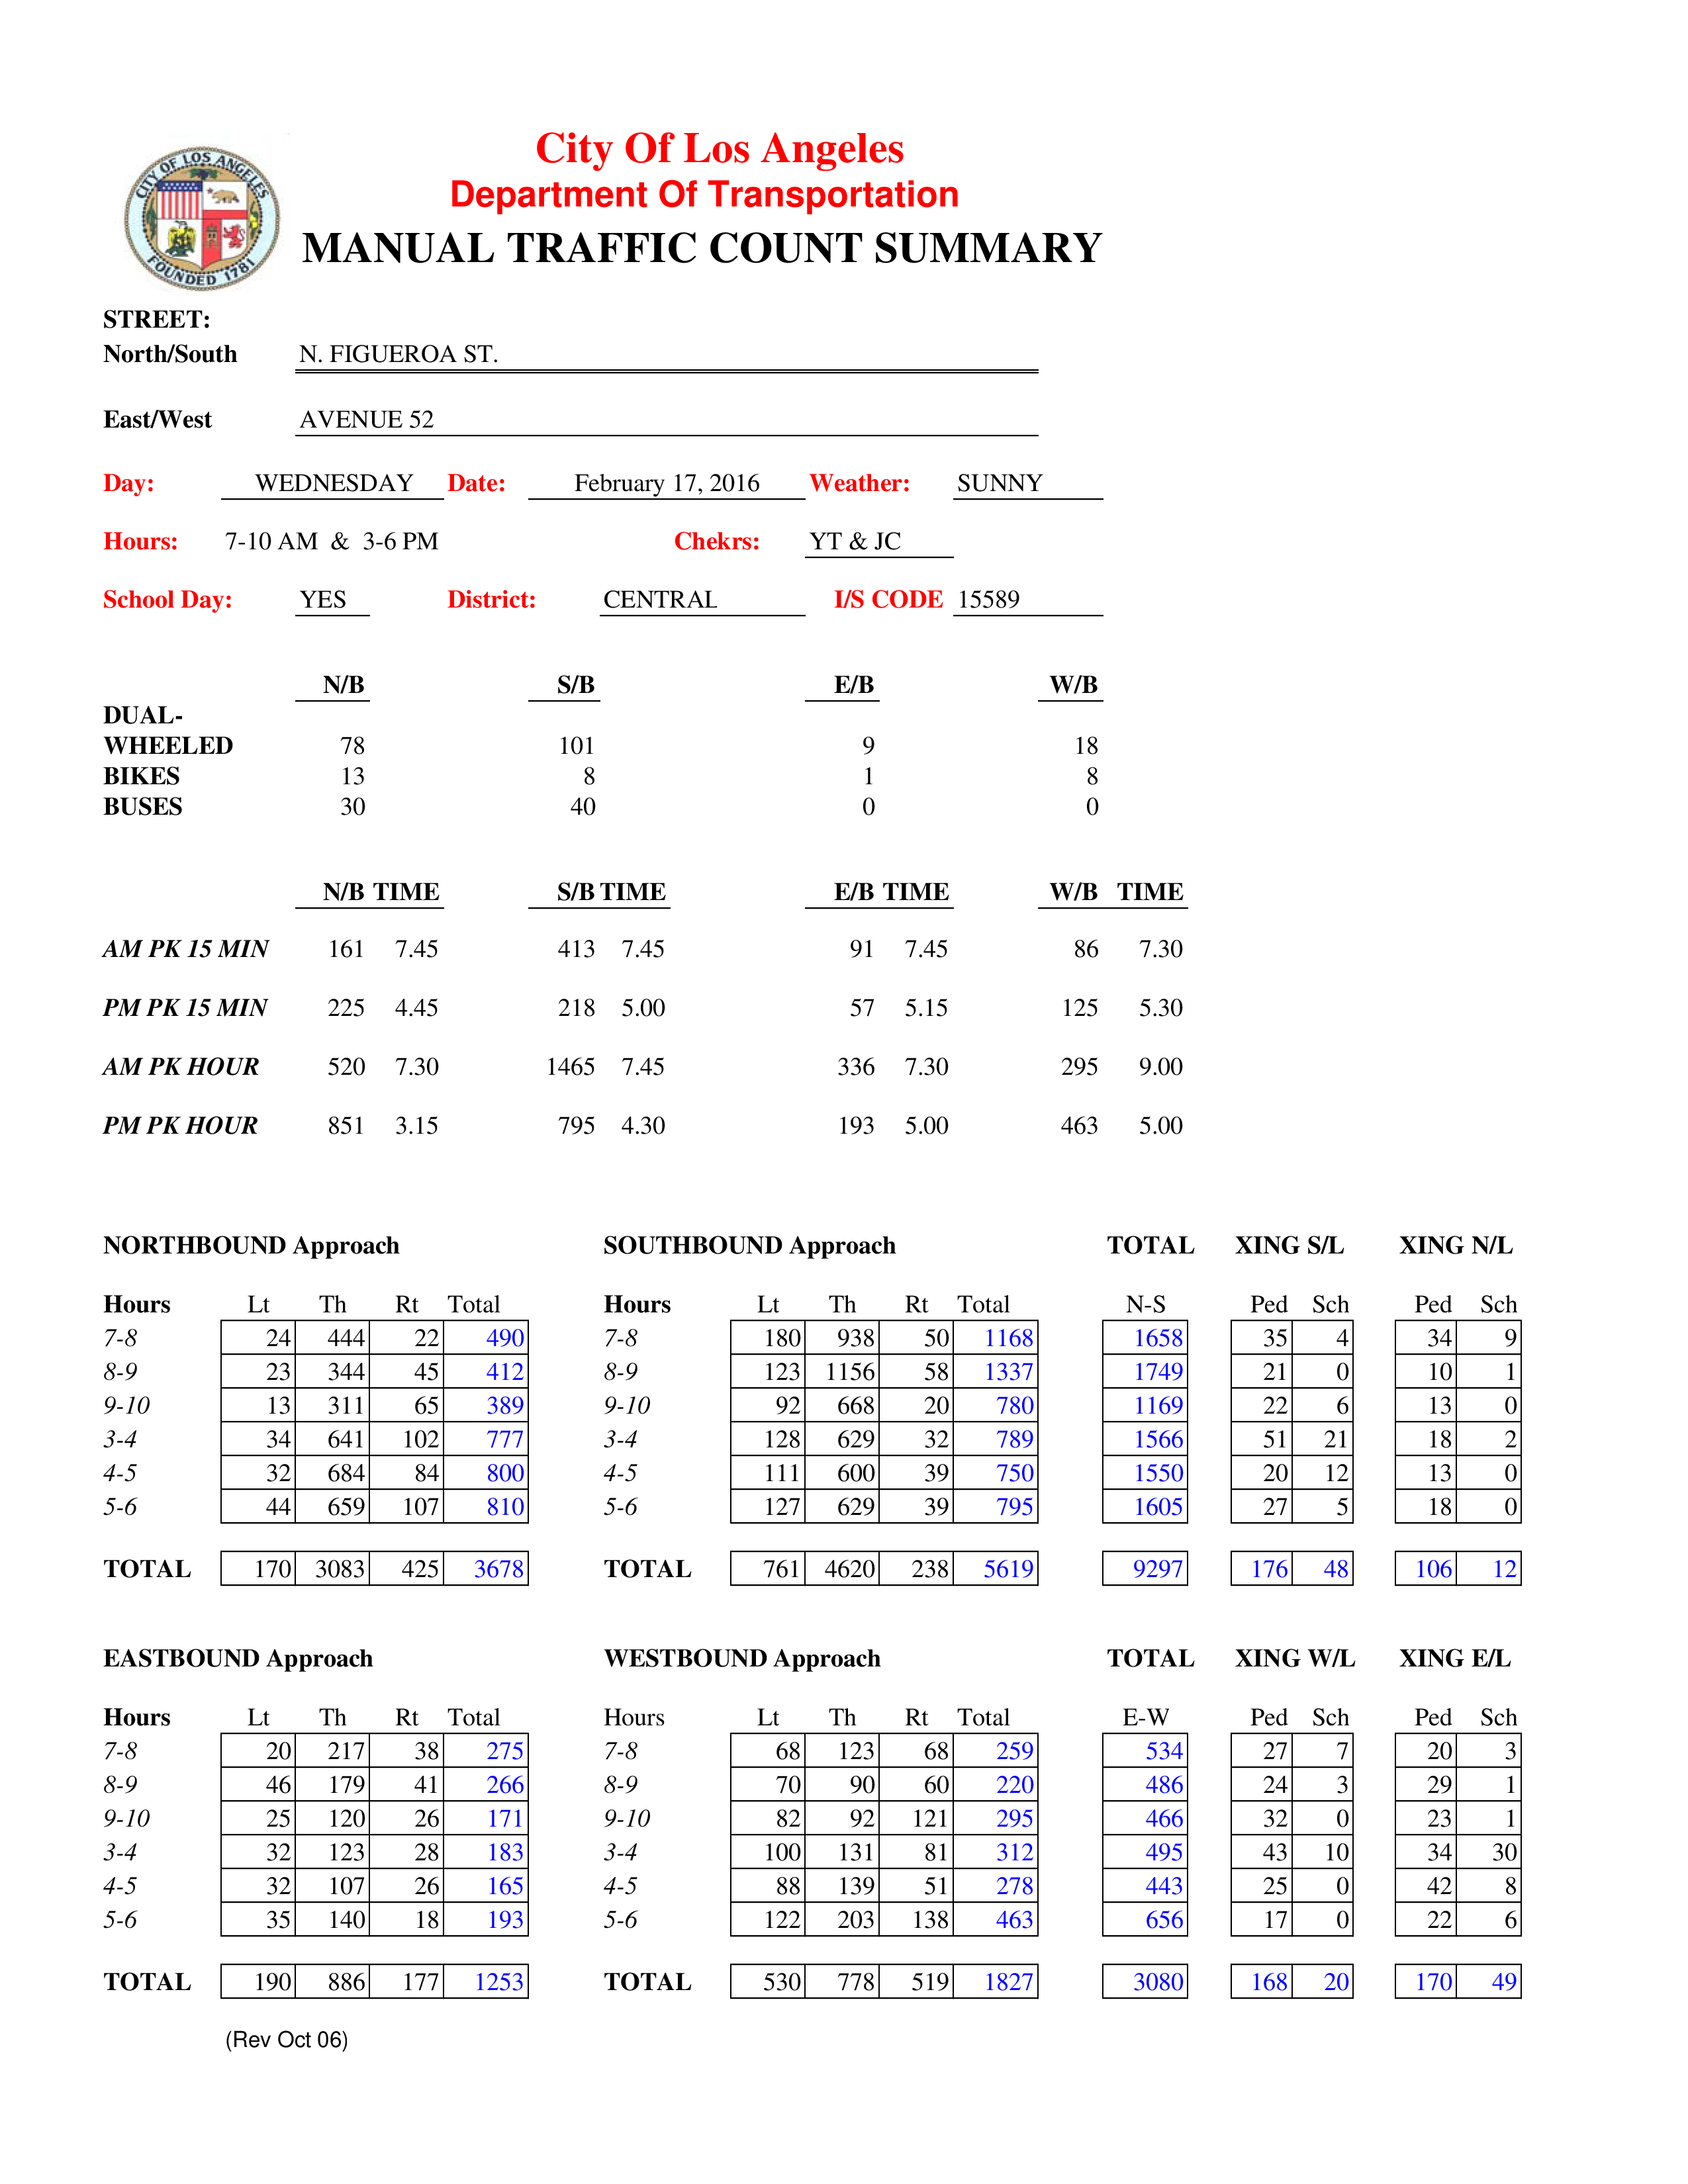 CITY OF LOS ANGELES
FOUNDED 1781
City Of Los Angeles
Department Of Transportation
MANUAL TRAFFIC COUNT SUMMARY
STREET:
North/South N. FIGUEROA ST.
East/West AVENUE 52
Day: WEDNESDAY Date: February 17, 2016 Weather: SUNNY
Hours: 7-10 AM & 3-6 PM Chekrs: YT & JC
School Day: YES District: CENTRAL I/S CODE 15589
N/B S/B E/B W/B
DUAL-
WHEELED 78 101 9 18
BIKES 13 8 1 8
BUSES 30 40 0 0
N/B TIME S/B TIME E/B TIME W/B TIME
AM PK 15 MIN 161 7.45 413 7.45 91 7.45 86 7.30
PM PK 15 MIN 225 4.45 218 5.00 57 5.15 125 5.30
AM PK HOUR 520 7.30 1465 7.45 336 7.30 295 9.00
PM PK HOUR 851 3.15 795 4.30 193 5.00 463 5.00
NORTHBOUND Approach SOUTHBOUND Approach TOTAL XING S/L XING N/L
Hours Lt Th Rt Total Hours Lt Th Rt Total N-S Ped Sch Ped Sch
7-8 24 444 22 490 7-8 180 938 50 1168 1658 35 4 34 9
8-9 23 344 45 412 8-9 123 1156 58 1337 1749 21 0 10 1
9-10 13 311 65 389 9-10 92 668 20 780 1169 22 6 13 0
3-4 34 641 102 777 3-4 128 629 32 789 1566 51 21 18 2
4-5 32 684 84 800 4-5 111 600 39 750 1550 20 12 13 0
5-6 44 659 107 810 5-6 127 629 39 795 1605 27 5 18 0
TOTAL 170 3083 425 3678 TOTAL 761 4620 238 5619 9297 176 48 106 12
EASTBOUND Approach WESTBOUND Approach TOTAL XING W/L XING E/L
Hours Lt Th Rt Total Hours Lt Th Rt Total E-W Ped Sch Ped Sch
7-8 20 217 38 275 7-8 68 123 68 259 534 27 7 20 3
8-9 46 179 41 266 8-9 70 90 60 220 486 24 3 29 1
9-10 25 120 26 171 9-10 82 92 121 295 466 32 0 23 1
3-4 32 123 28 183 3-4 100 131 81 312 495 43 10 34 30
4-5 32 107 26 165 4-5 88 139 51 278 443 25 0 42 8
5-6 35 140 18 193 5-6 122 203 138 463 656 17 0 22 6
TOTAL 190 886 177 1253 TOTAL 530 778 519 1827 3080 168 20 170 49
(Rev Oct 06)